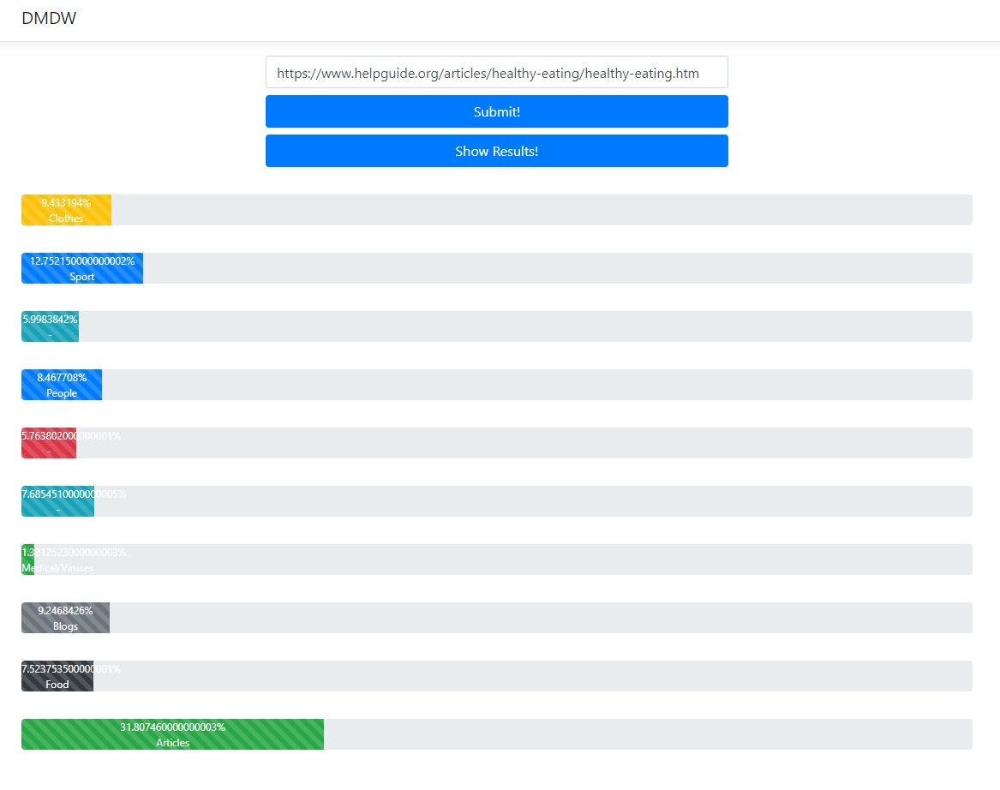 DMDW
https://www.helpguide.org/articles/healthy-eating/healthy-eating.htm
Submit!
Show Results!
9.433194%
Clothes
12.752150000000002%
Sport
5.9983842%
-
8.467708%
People
5.763802000000001%
-
7.6854510000000005%
-
1.3212523000000003%
Medical/Viruses
9.2468426%
Blogs
7.523753500000001%
Food
31.807460000000003%
Articles